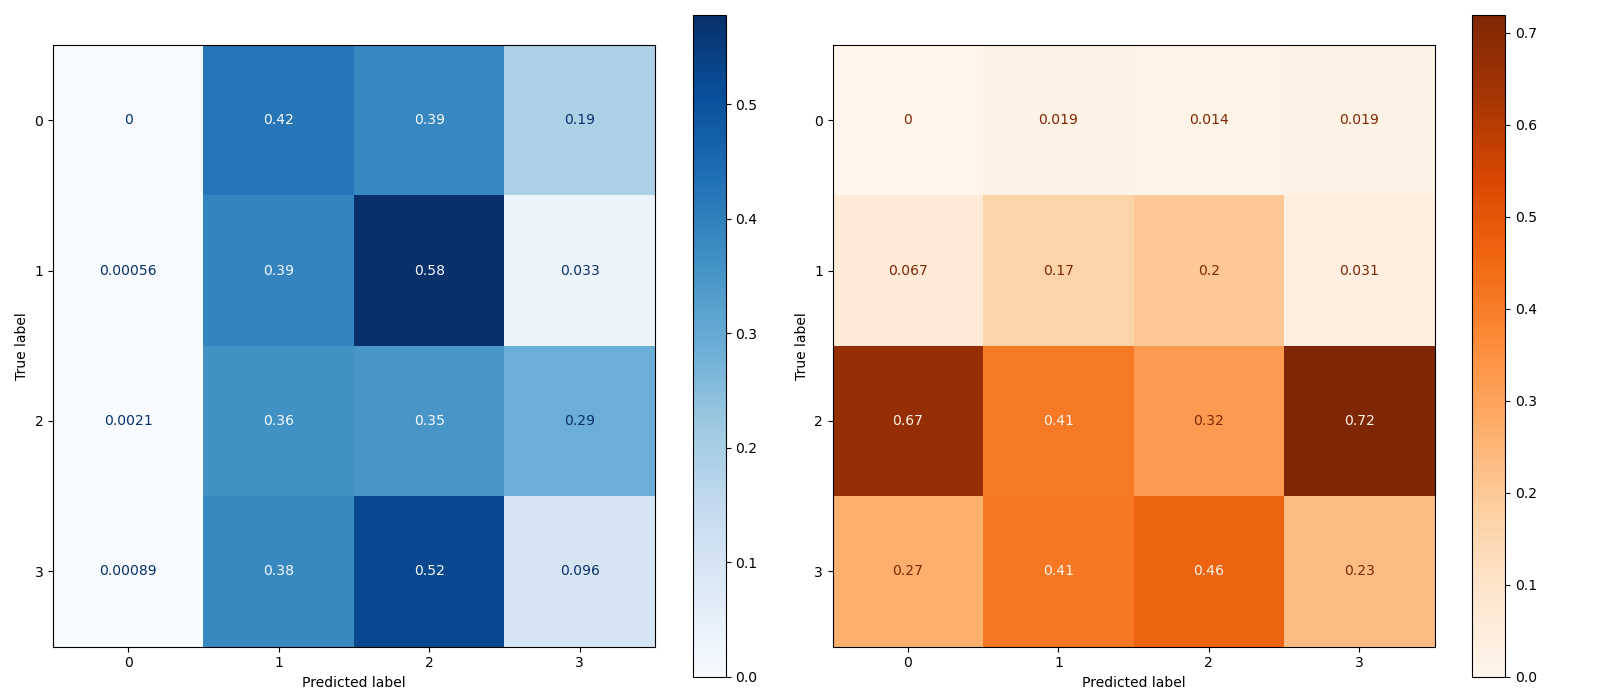 0 0.42 0.39 0.19
1 0.00056 0.39 0.58 0.033
2 0.0021 0.36 0.35 0.29
3 0.00089 0.38 0.52 0.096
0 1 2 3
True label
Predicted label
0.5
0.4
0.3
0.2
0.1
0.0
0 0 0.019 0.014 0.019
1 0.067 0.17 0.2 0.031
2 0.67 0.41 0.32 0.72
3 0.27 0.41 0.46 0.23
0 1 2 3
True label
Predicted label
0.7
0.6
0.5
0.4
0.3
0.2
0.1
0.0